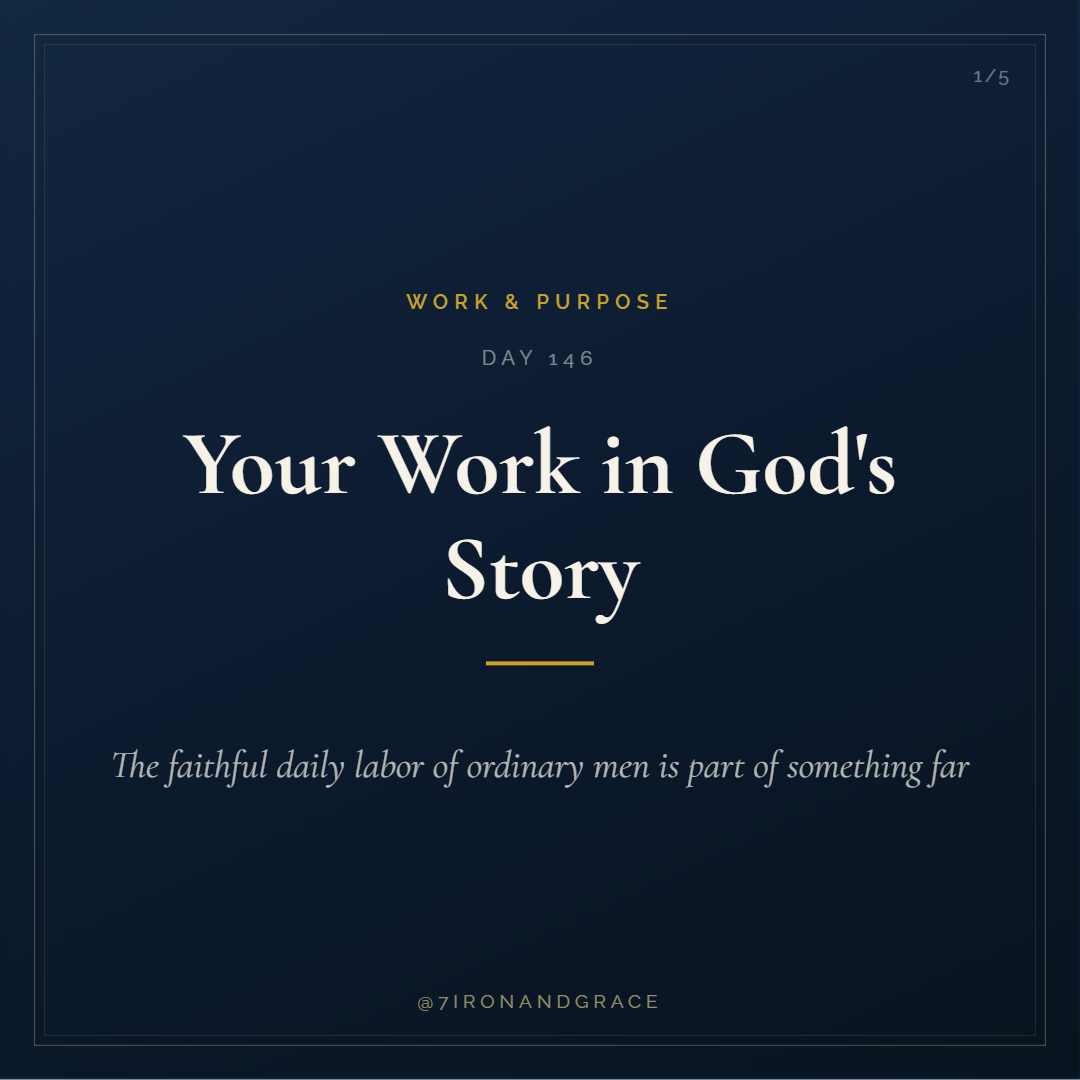 1/5
WORK & PURPOSE
DAY 146
Your Work in God's
Story
The faithful daily labor of ordinary men is part of something far
@7IRONANDGRACE